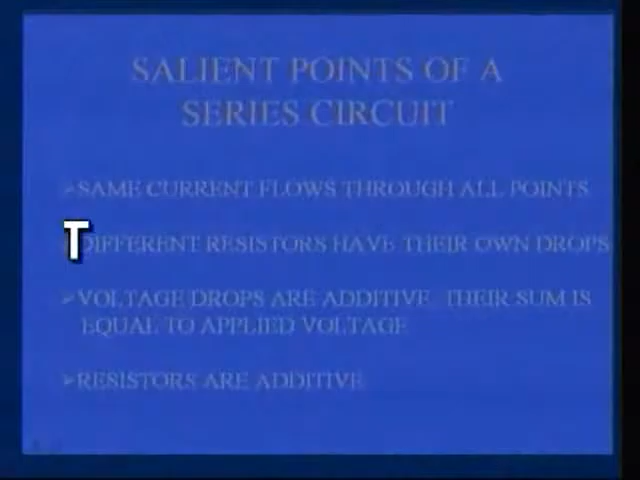 SALIENT POINTS OF A
SERIES CIRCUIT
➢SAME CURRENT FLOWS THROUGH ALL POINTS
T
DIFFERENT RESISTORS HAVE THEIR OWN DROPS
➢VOLTAGE DROPS ARE ADDITIVE THEIR SUM IS
EQUAL TO APPLIED VOLTAGE
➢RESISTORS ARE ADDITIVE